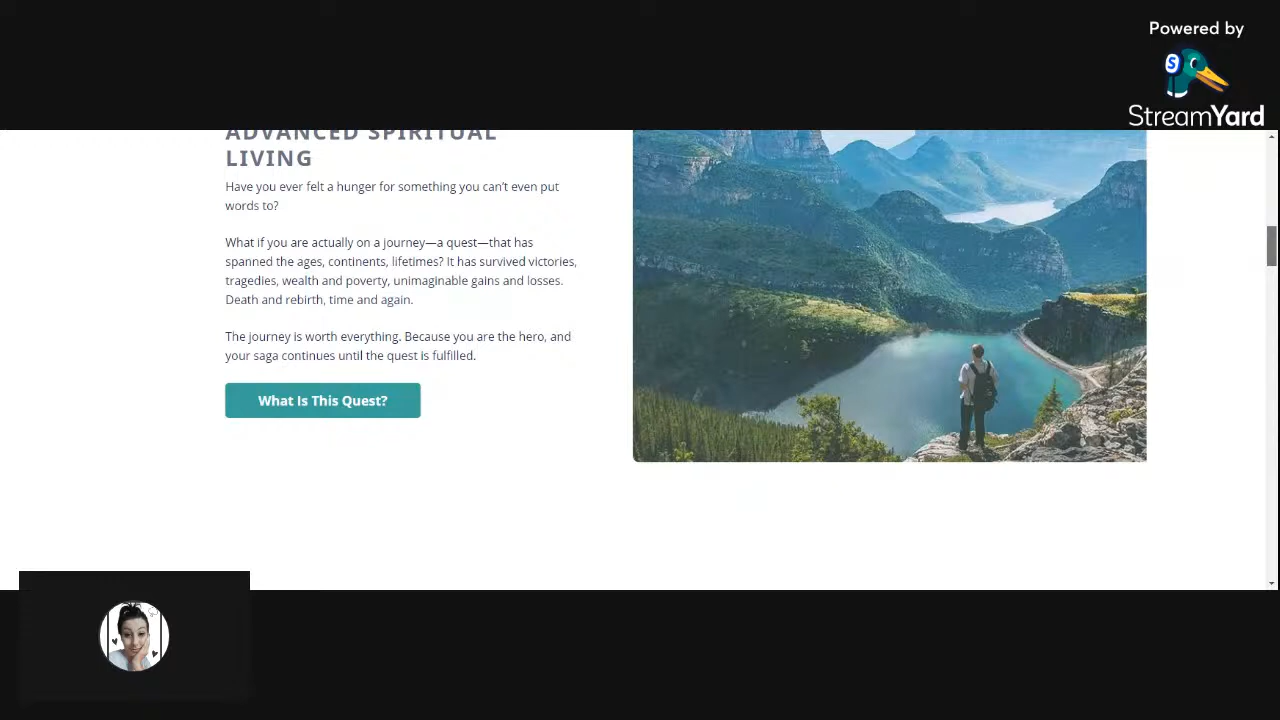 Powered by
S
StreamYard
ADVANCED SPIRITUAL
LIVING
Have you ever felt a hunger for something you can't even put
words to?
What if you are actually on a journey—a quest—that has
spanned the ages, continents, lifetimes? It has survived victories,
tragedies, wealth and poverty, unimaginable gains and losses.
Death and rebirth, time and again.
The journey is worth everything. Because you are the hero, and
your saga continues until the quest is fulfilled.
What Is This Quest?